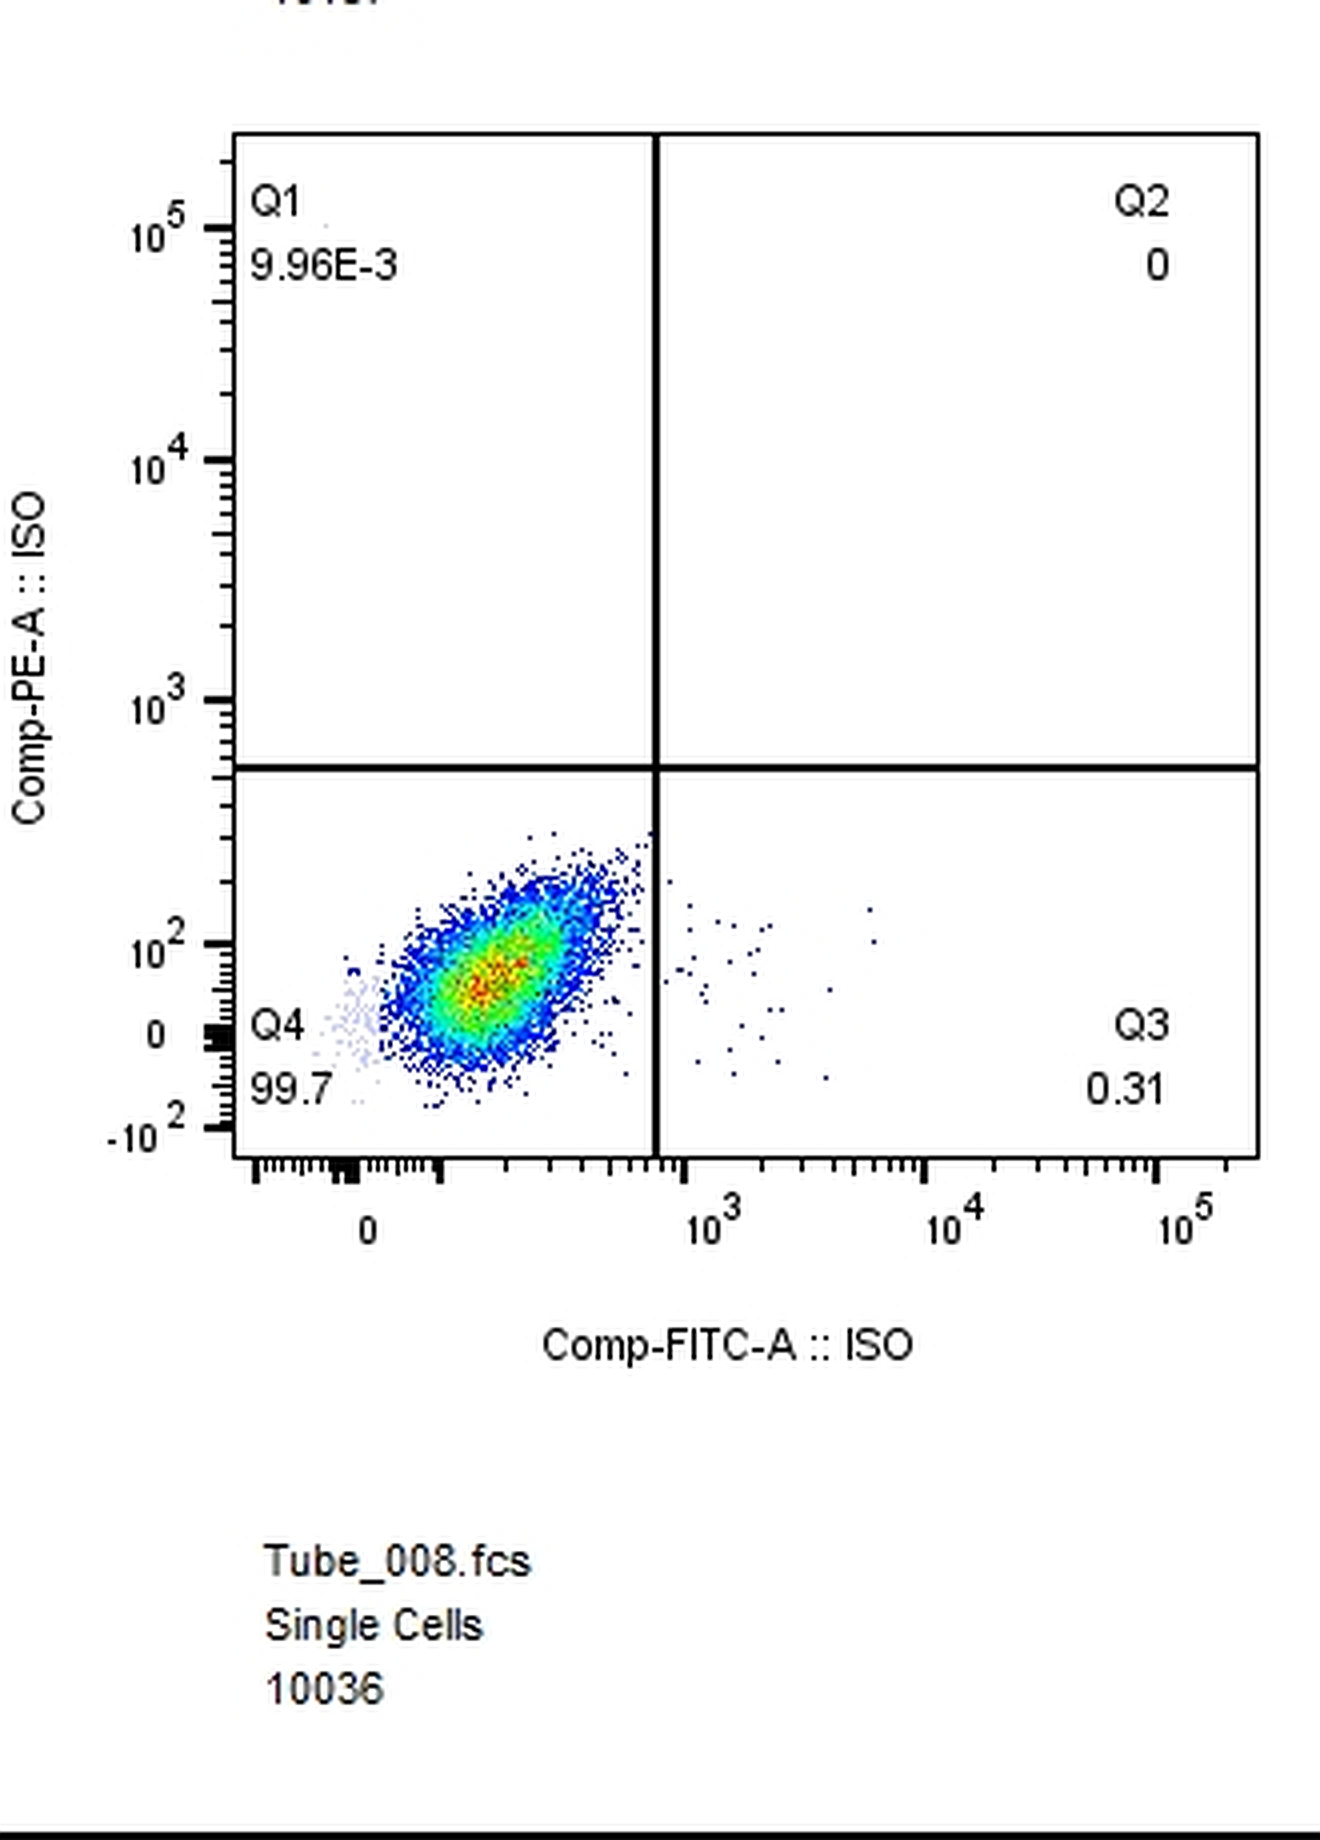 Q1
9.96E-3
Q2
0
10^5
10^4
10^3
10^2
0
-10^2
Comp-PE-A :: ISO
Q4
99.7
Q3
0.31
0
10^3
10^4
10^5
Comp-FITC-A :: ISO
Tube_008.fcs
Single Cells
10036